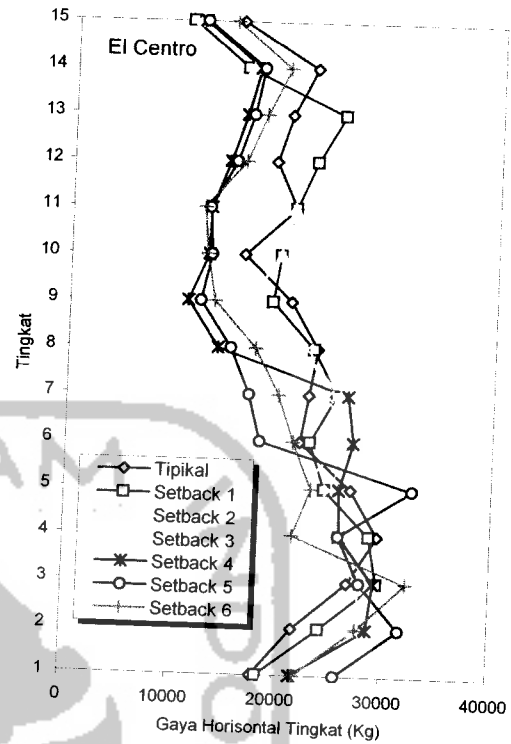 El Centro
15
14
13
12
11
10
9
8
7
6
5
4
3
2
1
Tingkat
Tipikal
Setback 1
Setback 2
Setback 3
Setback 4
Setback 5
Setback 6
0 10000 20000 30000 40000
Gaya Horisontal Tingkat (Kg)